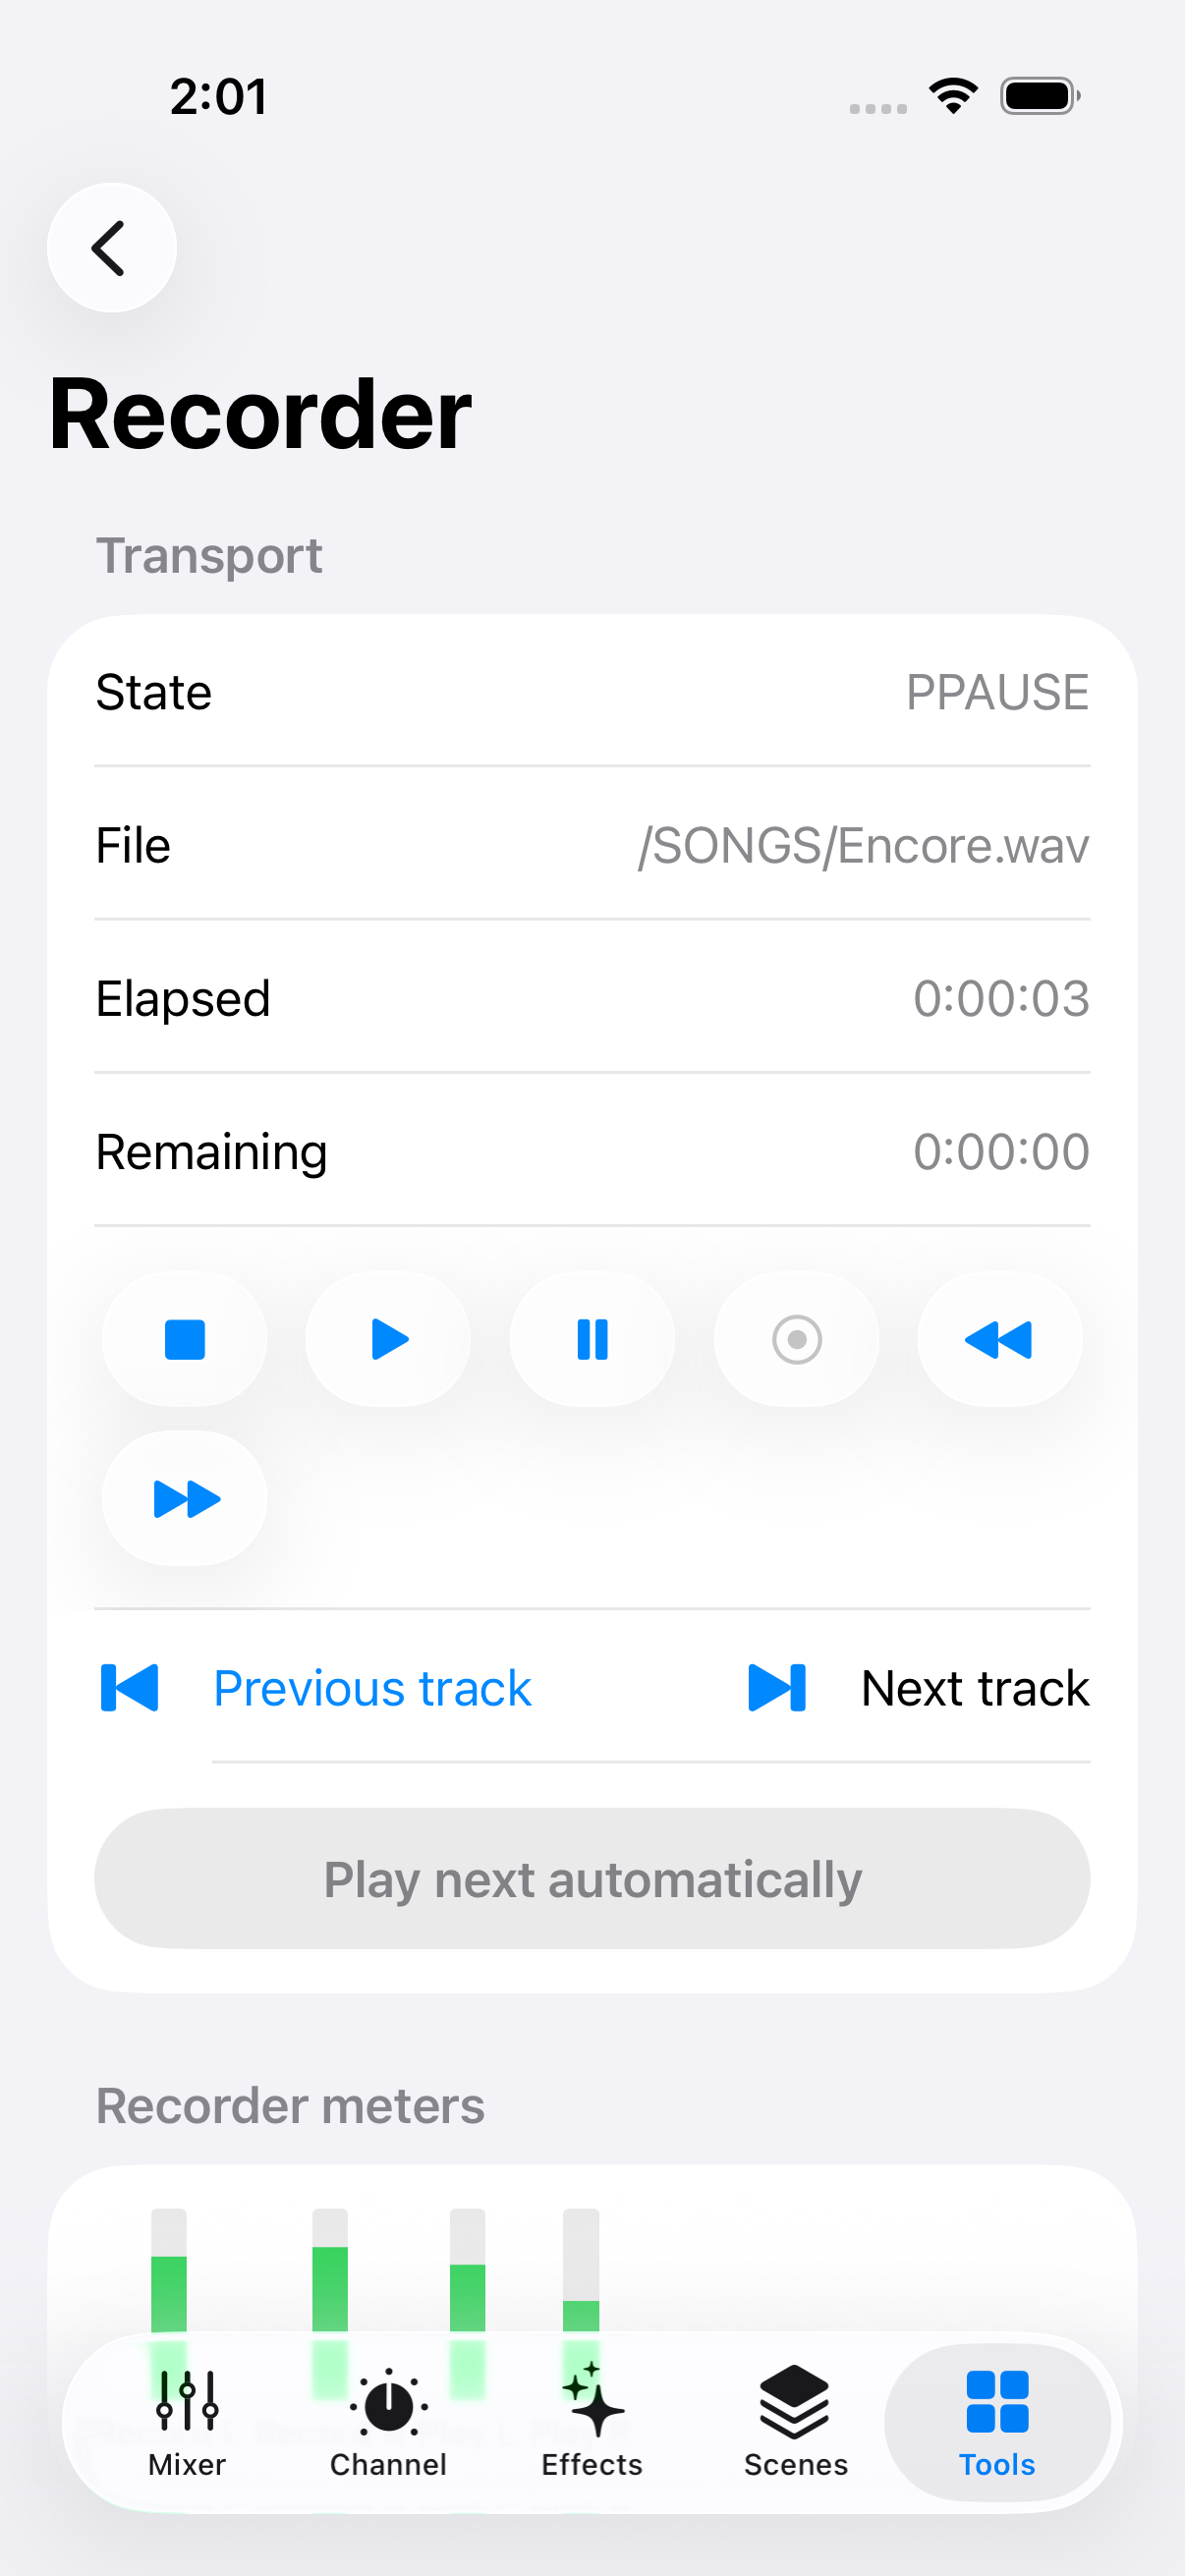 2:01
Recorder
Transport
State PPAUSE
File /SONGS/Encore.wav
Elapsed 0:00:03
Remaining 0:00:00
Previous track Next track
Play next automatically
Recorder meters
Mixer Channel Effects Scenes Tools